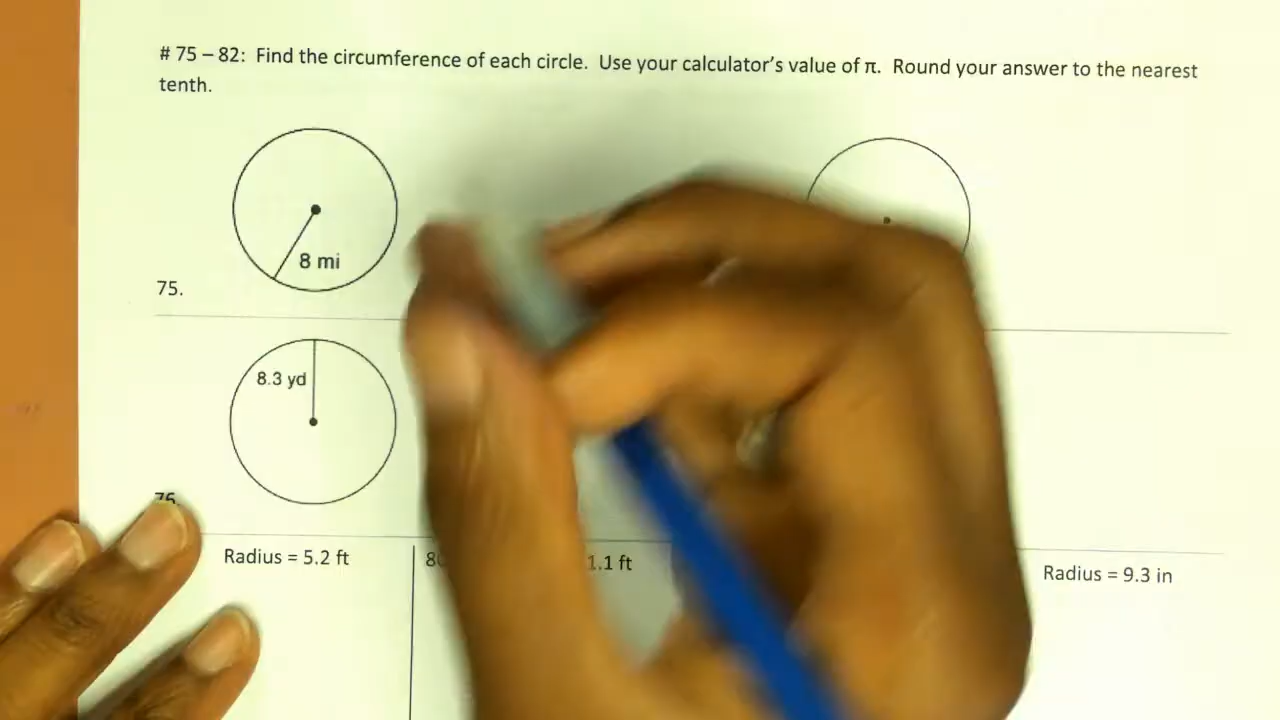 # 75 – 82: Find the circumference of each circle. Use your calculator's value of π. Round your answer to the nearest
tenth.
8 mi
75.
8.3 yd
76
Radius = 5.2 ft
1.1 ft
Radius = 9.3 in